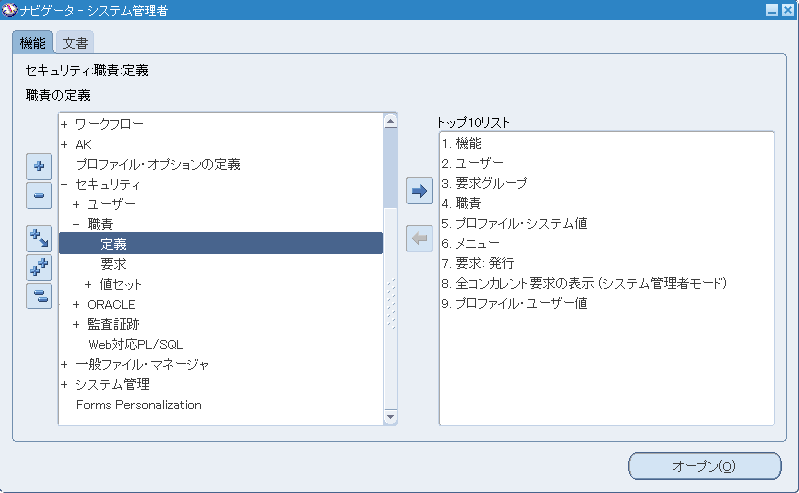 ナビゲータ - システム管理者
機能
文書
セキュリティ:職責:定義
職責の定義
+ ワークフロー
+ AK
プロファイル・オプションの定義
- セキュリティ
+ ユーザー
- 職責
定義
要求
+ 値セット
+ ORACLE
+ 監査証跡
Web対応PL/SQL
+ 一般ファイル・マネージャ
+ システム管理
Forms Personalization
トップ10リスト
1. 機能
2. ユーザー
3. 要求グループ
4. 職責
5. プロファイル・システム値
6. メニュー
7. 要求: 発行
8. 全コンカレント要求の表示 (システム管理者モード)
9. プロファイル・ユーザー値
オープン(O)